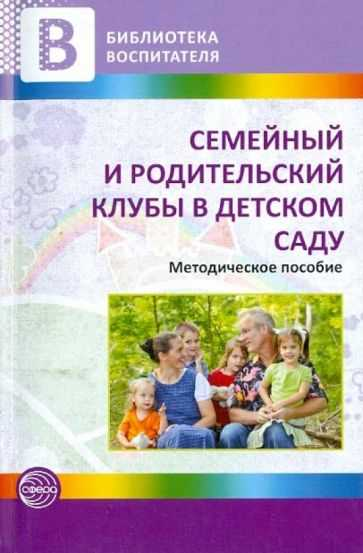 В
БИБЛИОТЕКА
ВОСПИТАТЕЛЯ
СЕМЕЙНЫЙ
И РОДИТЕЛЬСКИЙ
КЛУБЫ В ДЕТСКОМ
САДУ
Методическое пособие
сфера